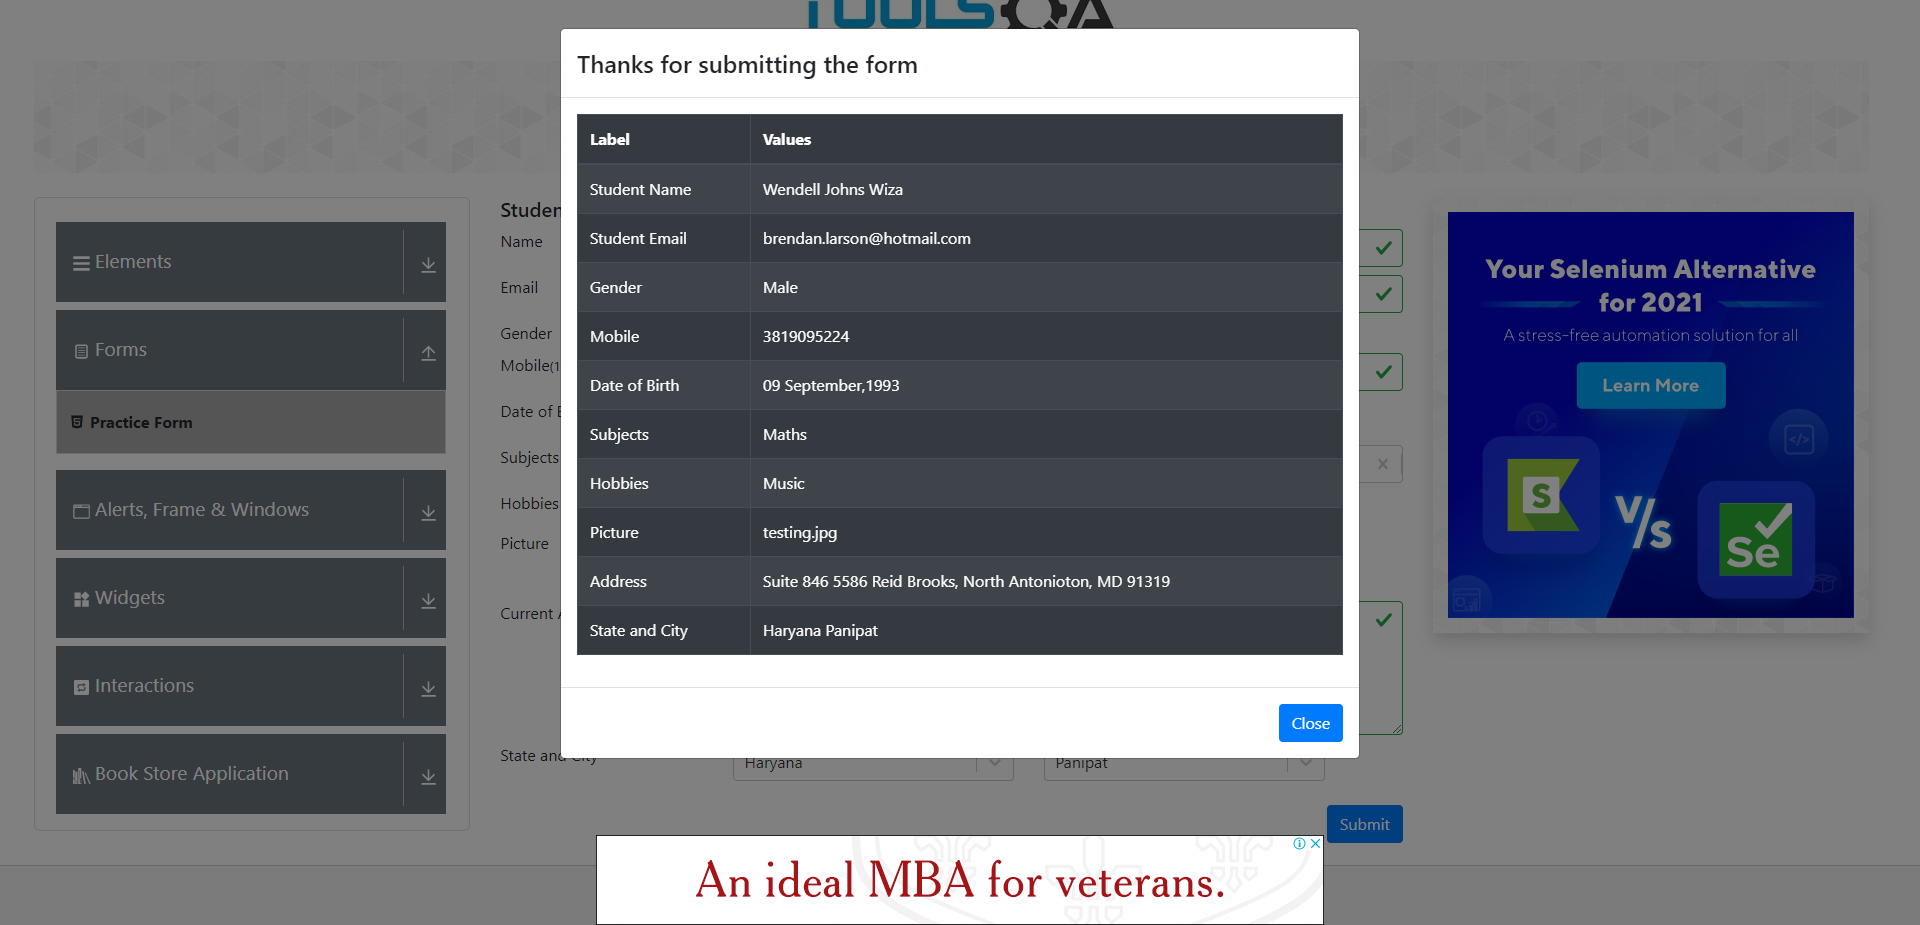 TOOLSQA
Thanks for submitting the form
Label Values
Student Name Wendell Johns Wiza
Student Email brendan.larson@hotmail.com
Gender Male
Mobile 3819095224
Date of Birth 09 September,1993
Subjects Maths
Hobbies Music
Picture testing.jpg
Address Suite 846 5586 Reid Brooks, North Antonioton, MD 91319
State and City Haryana Panipat
Close
Elements
Forms
Practice Form
Alerts, Frame & Windows
Widgets
Interactions
Book Store Application
Studen
Name
Email
Gender
Mobile(1
Date of B
Subjects
Hobbies
Picture
Current A
State and City
Haryana
Panipat
Submit
Your Selenium Alternative
for 2021
A stress-free automation solution for all
Learn More
</>
S
V/s
Se
An ideal MBA for veterans.